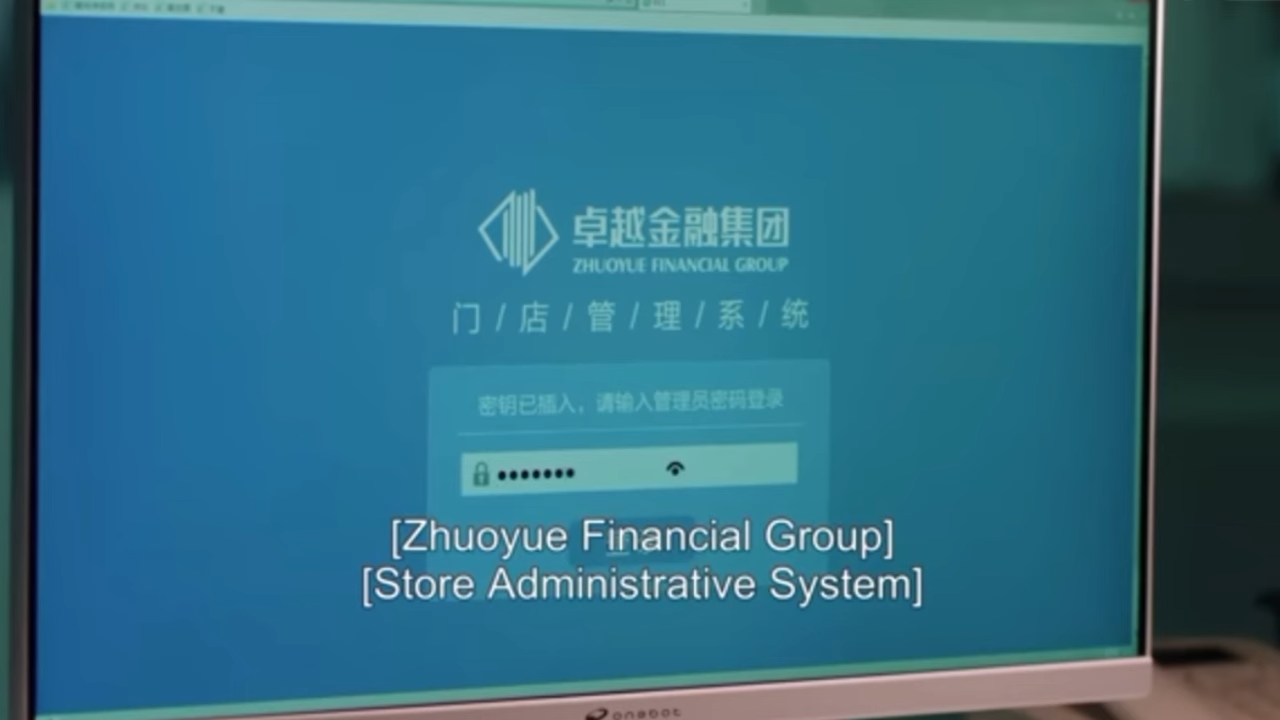 卓越金融集团
ZHUOYUE FINANCIAL GROUP
门/店/管/理/系/统
密钥已插入，请输入管理员密码登录
[Zhuoyue Financial Group]
[Store Administrative System]
onebot